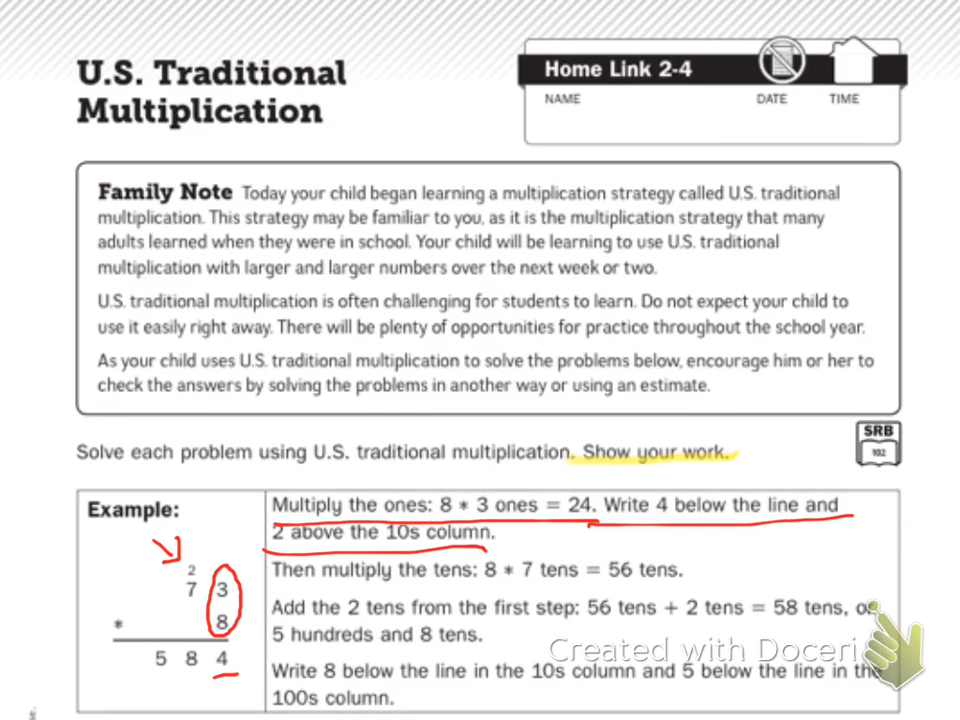 U.S. Traditional
Multiplication
Home Link 2-4
NAME DATE TIME
Family Note Today your child began learning a multiplication strategy called U.S. traditional
multiplication. This strategy may be familiar to you, as it is the multiplication strategy that many
adults learned when they were in school. Your child will be learning to use U.S. traditional
multiplication with larger and larger numbers over the next week or two.
U.S. traditional multiplication is often challenging for students to learn. Do not expect your child to
use it easily right away. There will be plenty of opportunities for practice throughout the school year.
As your child uses U.S. traditional multiplication to solve the problems below, encourage him or her to
check the answers by solving the problems in another way or using an estimate.
SRB
102
Solve each problem using U.S. traditional multiplication. Show your work.
Example:
2
7 3
* 8
5 8 4
Multiply the ones: 8 * 3 ones = 24. Write 4 below the line and
2 above the 10s column.
Then multiply the tens: 8 * 7 tens = 56 tens.
Add the 2 tens from the first step: 56 tens + 2 tens = 58 tens, or
5 hundreds and 8 tens.
Write 8 below the line in the 10s column and 5 below the line in the
100s column.
Created with Doceri